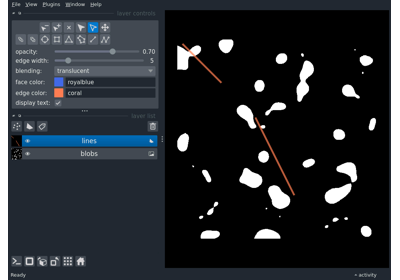 File View Plugins Window Help
layer controls
opacity: 0.70
edge width: 5
blending: translucent
face color: royalblue
edge color: coral
display text:
layer list
lines
blobs
Ready
activity